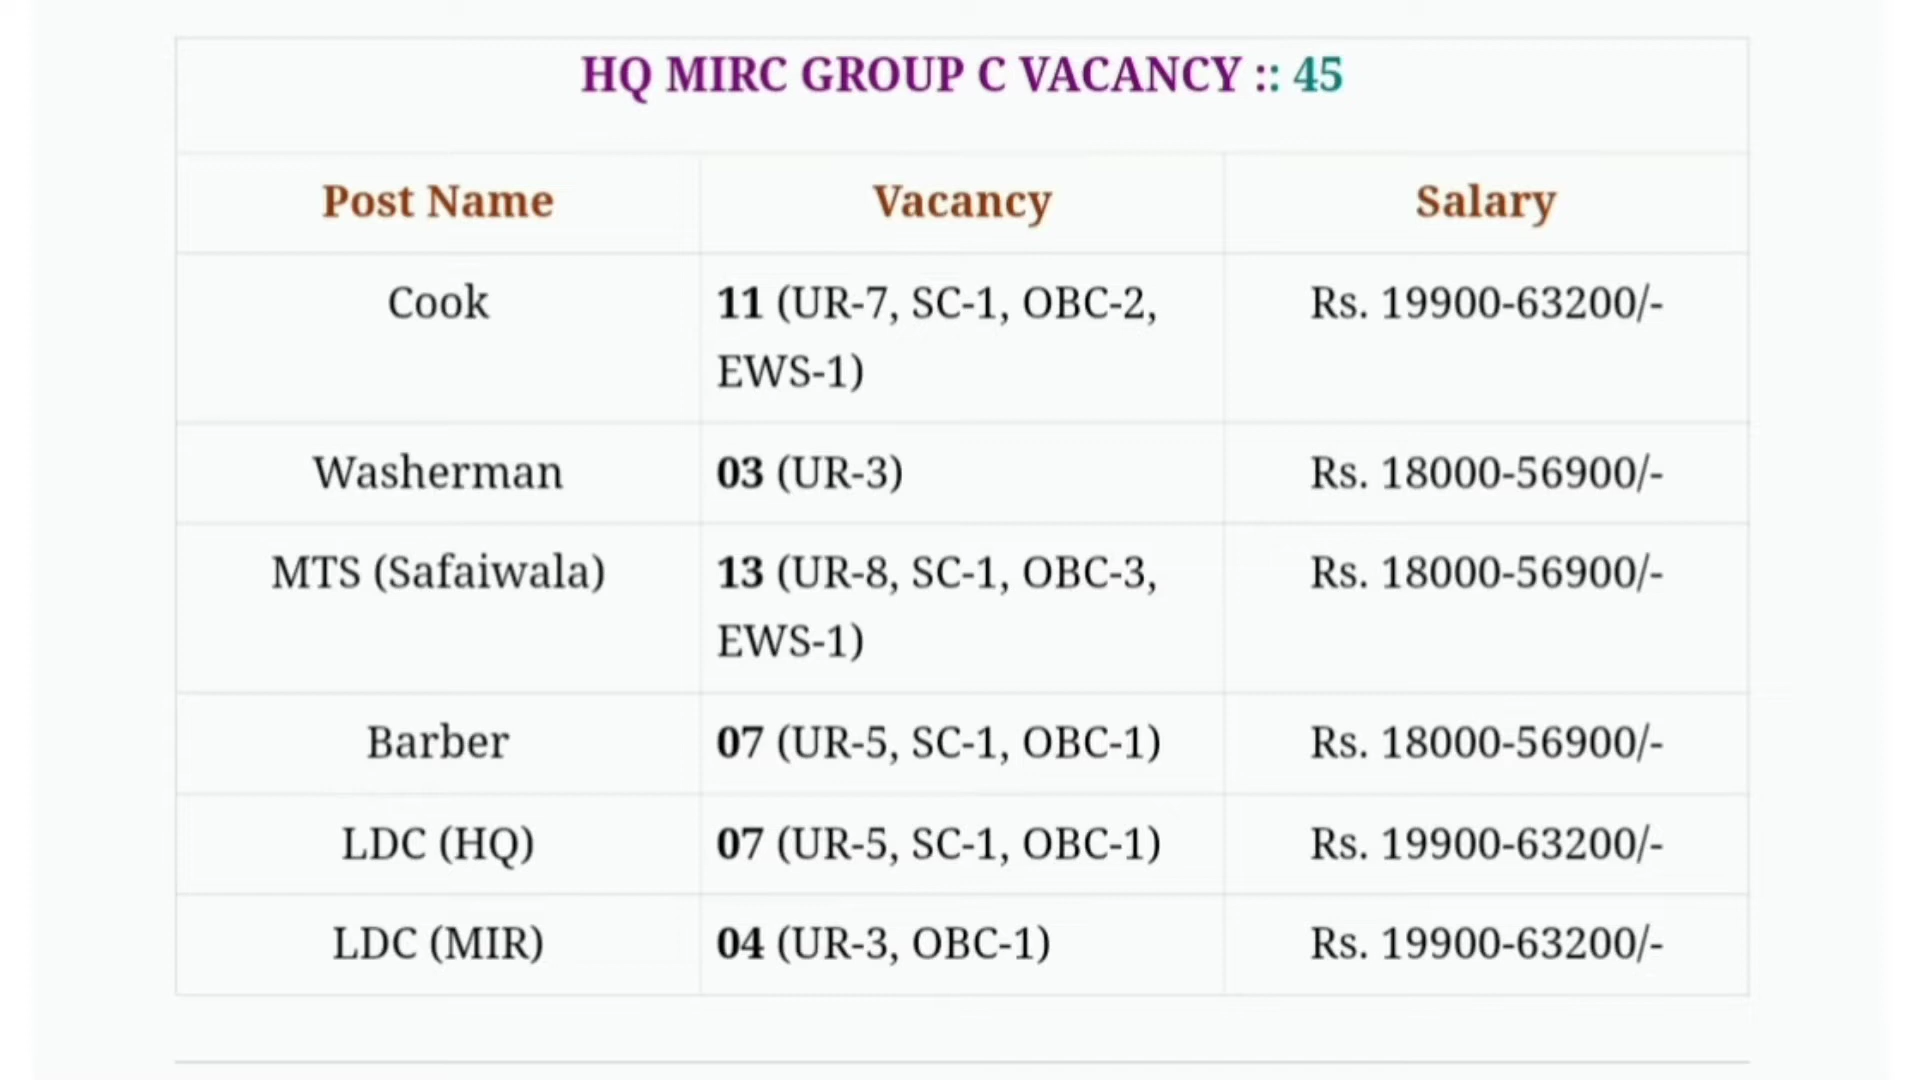 HQ MIRC GROUP C VACANCY :: 45
Post Name Vacancy Salary
Cook 11 (UR-7, SC-1, OBC-2, Rs. 19900-63200/-
EWS-1)
Washerman 03 (UR-3) Rs. 18000-56900/-
MTS (Safaiwala) 13 (UR-8, SC-1, OBC-3, Rs. 18000-56900/-
EWS-1)
Barber 07 (UR-5, SC-1, OBC-1) Rs. 18000-56900/-
LDC (HQ) 07 (UR-5, SC-1, OBC-1) Rs. 19900-63200/-
LDC (MIR) 04 (UR-3, OBC-1) Rs. 19900-63200/-